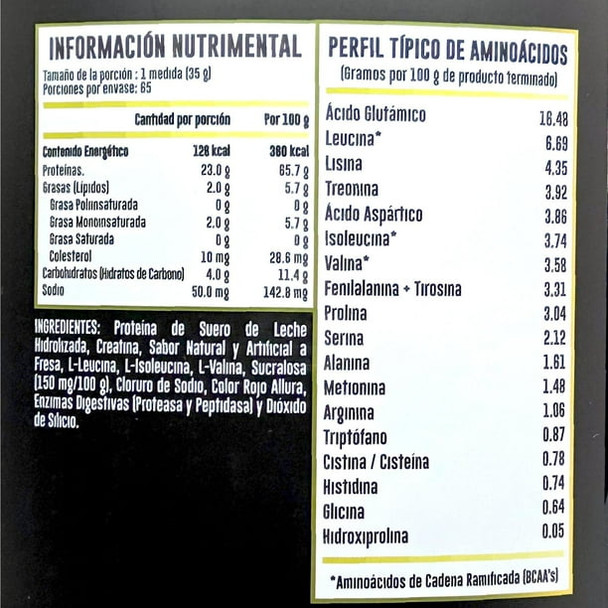 INFORMACIÓN NUTRIMENTAL
Tamaño de la porción : 1 medida (35 g)
Porciones por envase: 65
Cantidad por porción Por 100 g
Contenido Energético 128 kcal 360 kcal
Proteínas. 23.0 g 65.7 g
Grasas (Lípidos) 2.0 g 5.7 g
Grasa Poliinsaturada 0 g 0 g
Grasa Monoinsaturada 2.0 g 5.7 g
Grasa Saturada 0 g 0 g
Colesterol 10 mg 28.6 mg
Carbohidratos (Hidratos de Carbono) 4.0 g 11.4 g
Sodio 50.0 mg 142.8 mg
INGREDIENTES: Proteína de Suero de Leche
Hidrolizada, Creatina, Sabor Natural y Artificial a
Fresa, L-Leucina, L-Isoleucina, L-Valina, Sucralosa
(150 mg/100 g), Cloruro de Sodio, Color Rojo Allura,
Enzimas Digestivas (Proteasa y Peptidasa) y Dióxido
de Silicio.
PERFIL TÍPICO DE AMINOÁCIDOS
(Gramos por 100 g de producto terminado)
Ácido Glutámico 16.48
Leucina* 6.69
Lisina 4.35
Treonina 3.92
Ácido Aspártico 3.86
Isoleucina* 3.74
Valina* 3.58
Fenilalanina + Tirosina 3.31
Prolina 3.04
Serina 2.12
Alanina 1.61
Metionina 1.48
Arginina 1.06
Triptófano 0.87
Cistina / Cisteína 0.78
Histidina 0.74
Glicina 0.64
Hidroxiprolina 0.05
*Aminoácidos de Cadena Ramificada (BCAA's)